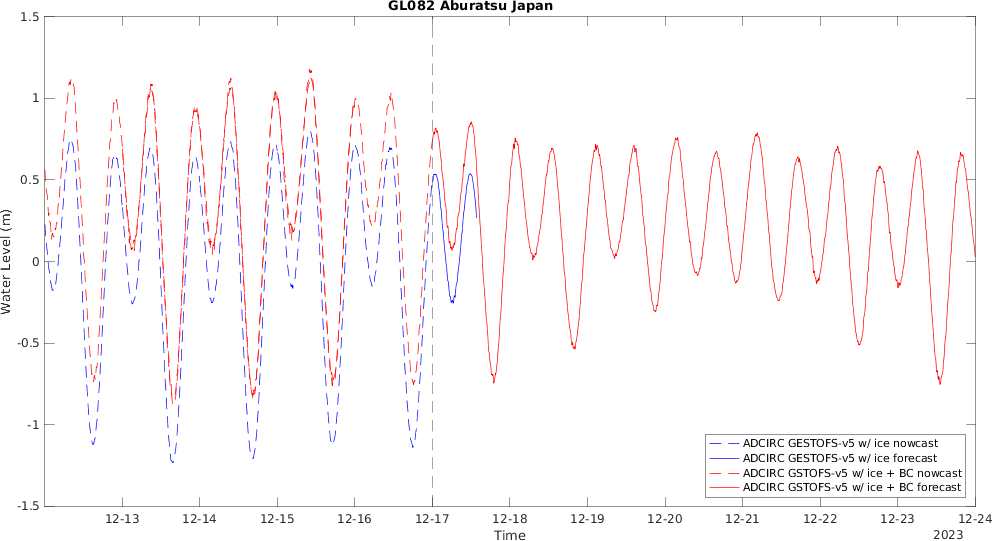 GL082 Aburatsu Japan
1.5
1
0.5
0
-0.5
-1
-1.5
Water Level (m)
12-13 12-14 12-15 12-16 12-17 12-18 12-19 12-20 12-21 12-22 12-23 12-24
Time
2023
ADCIRC GESTOFS-v5 w/ ice nowcast
ADCIRC GESTOFS-v5 w/ ice forecast
ADCIRC GSTOFS-v5 w/ ice + BC nowcast
ADCIRC GSTOFS-v5 w/ ice + BC forecast